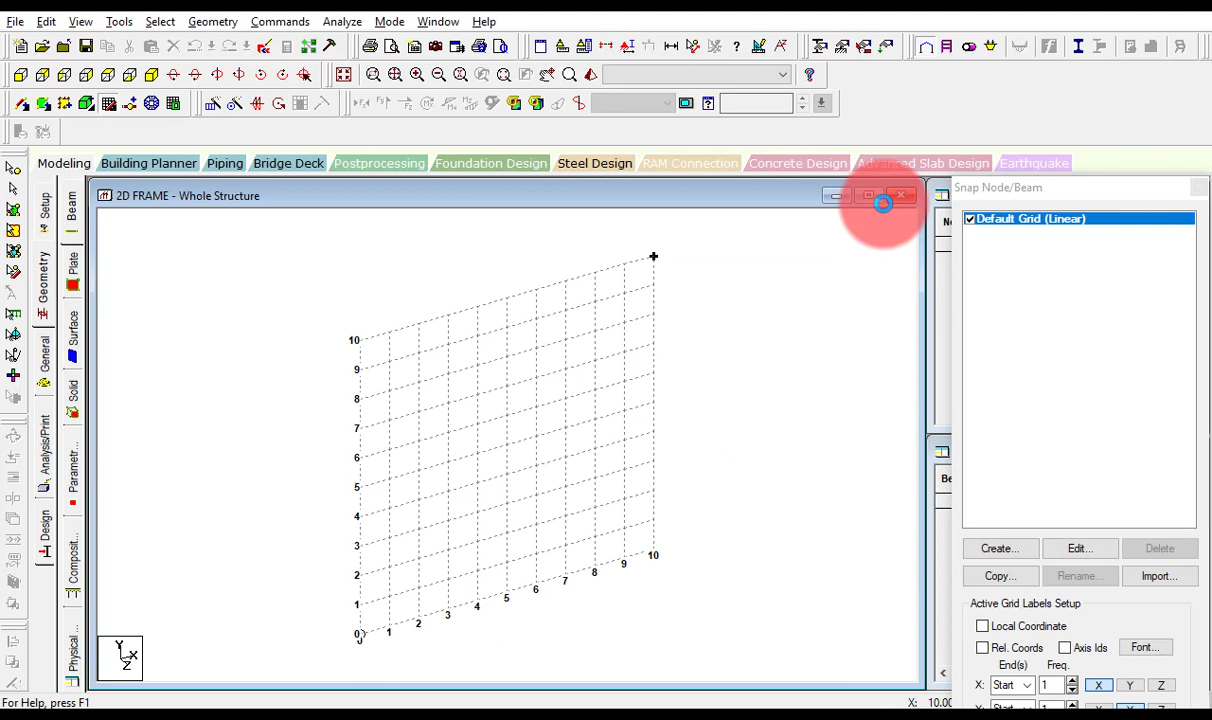 File Edit View Tools Select Geometry Commands Analyze Mode Window Help
Modeling Building Planner Piping Bridge Deck Postprocessing Foundation Design Steel Design RAM Connection Concrete Design Advanced Slab Design Earthquake
2D FRAME - Whole Structure
Snap Node/Beam
Default Grid (Linear)
Setup
Geometry
General
Analysis/Print
Design
Beam
Plate
Surface
Solid
Parametr...
Composit...
Physical...
10
9
8
7
6
5
4
3
2
1
0
0 1 2 3 4 5 6 7 8 9 10
Y
X
Z
Create... Edit... Delete
Copy... Rename... Import...
Active Grid Labels Setup
Local Coordinate
Rel. Coords Axis Ids Font...
End(s) Freq.
X: Start 1 X Y Z
Start 1
No
Be
For Help, press F1
X: 10.00